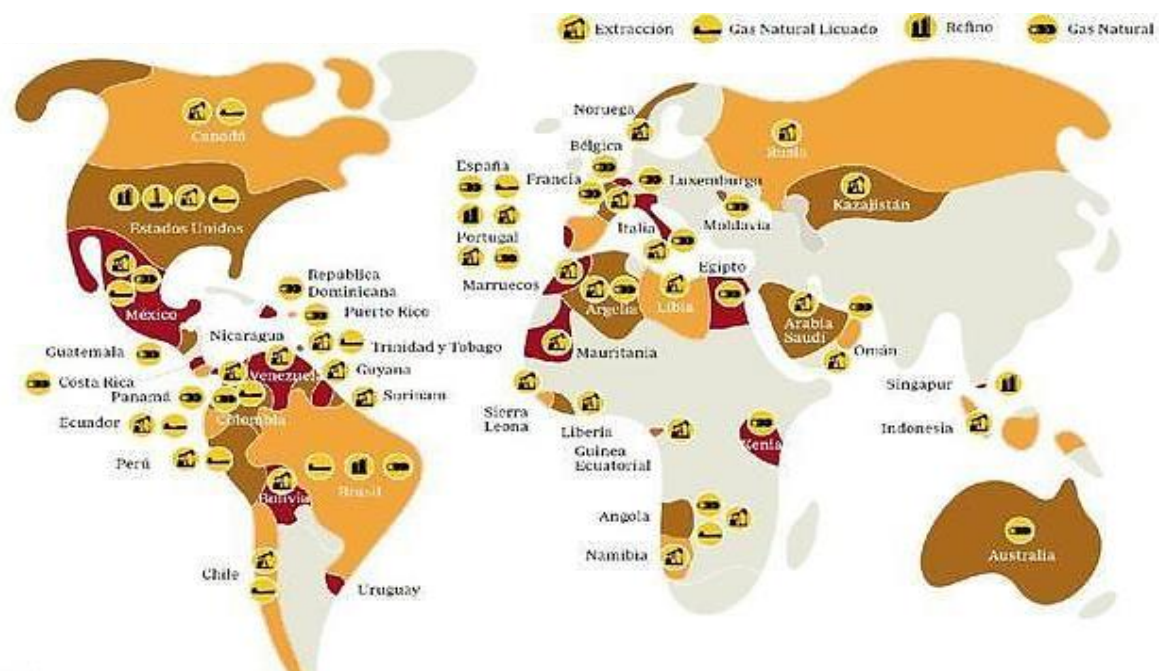 Extracción
Gas Natural Licuado
Refino
Gas Natural
Canadá
Estados Unidos
México
República
Dominicana
Puerto Rico
Nicaragua
Trinidad y Tobago
Guatemala
Venezuela
Guyana
Costa Rica
Panamá
Surinam
Colombia
Ecuador
Perú
Brasil
Bolivia
Chile
Uruguay
Noruega
Bélgica
España
Francia
Luxemburgo
Rusia
Kazajistán
Moldavia
Italia
Portugal
Marruecos
Egipto
Argelia
Libia
Arabia
Saudí
Omán
Mauritania
Sierra
Leona
Liberia
Guinea
Ecuatorial
Kenia
Singapur
Indonesia
Angola
Namibia
Australia